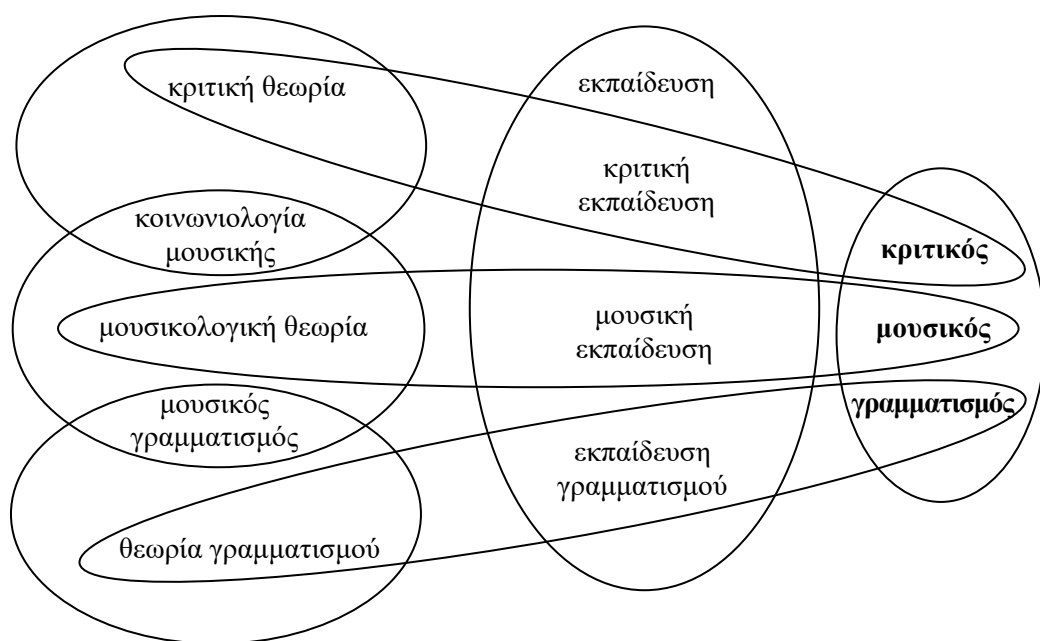 κριτική θεωρία
κοινωνιολογία
μουσικής
μουσικολογική θεωρία
μουσικός
γραμματισμός
θεωρία γραμματισμού
εκπαίδευση
κριτική
εκπαίδευση
μουσική
εκπαίδευση
εκπαίδευση
γραμματισμού
κριτικός
μουσικός
γραμματισμός